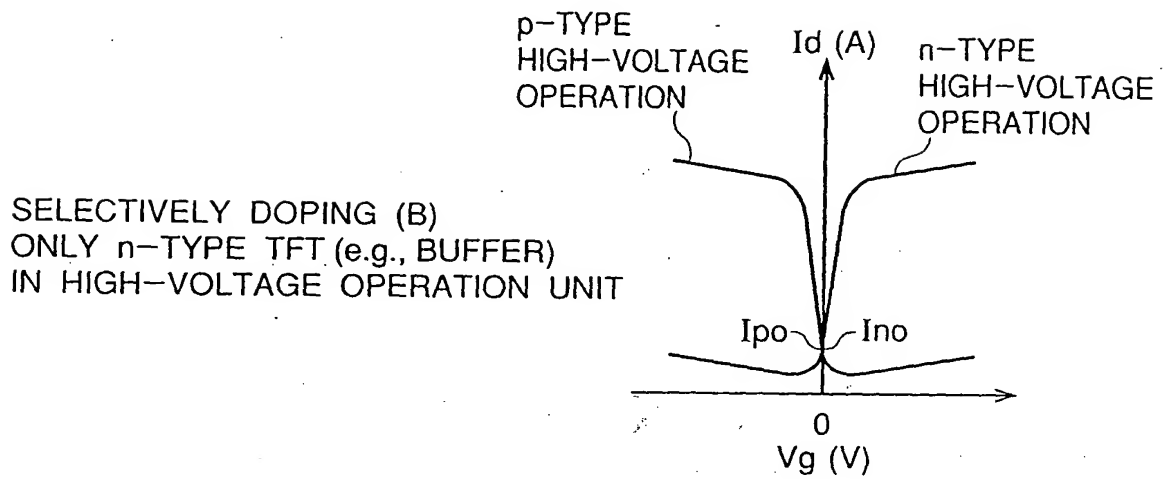 p-TYPE
HIGH-VOLTAGE
OPERATION
Id (A)
n-TYPE
HIGH-VOLTAGE
OPERATION
SELECTIVELY DOPING (B)
ONLY n-TYPE TFT (e.g., BUFFER)
IN HIGH-VOLTAGE OPERATION UNIT
Ipo
Ino
0
Vg (V)